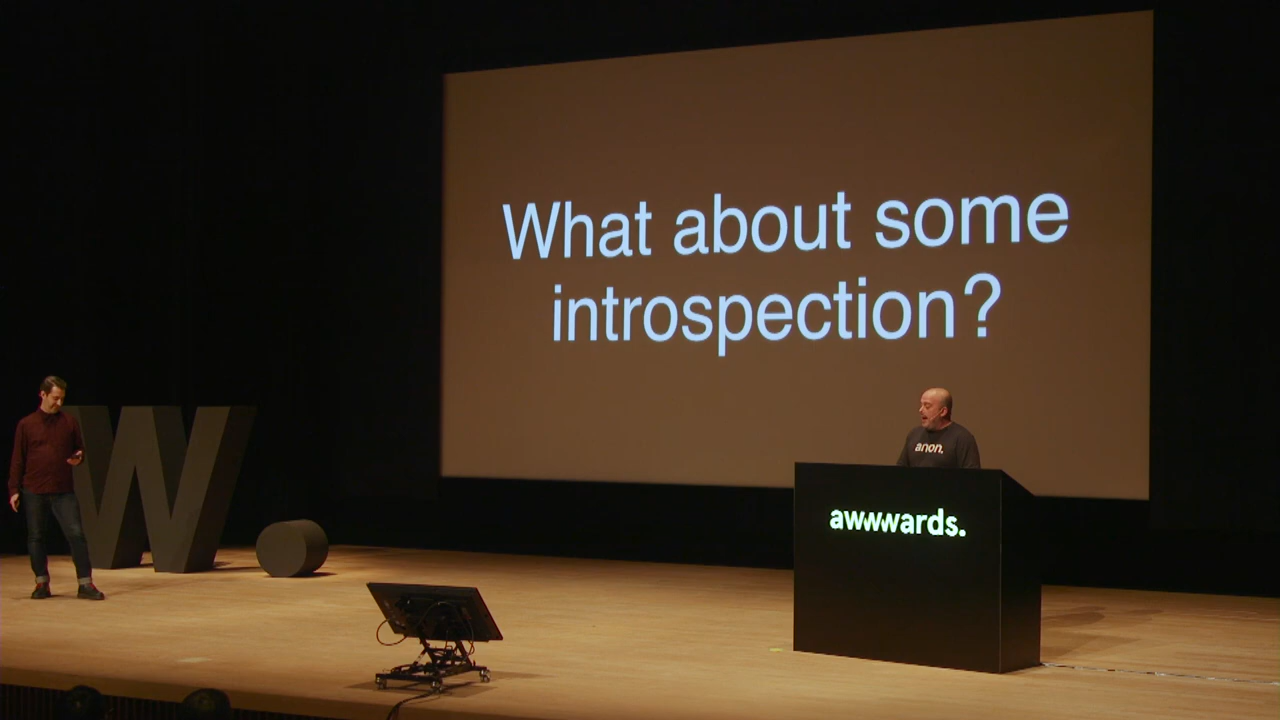 What about some
introspection?
W.
anon.
awwwards.